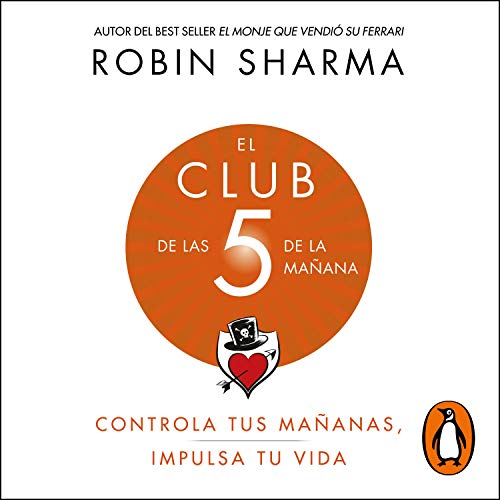 AUTOR DEL BEST SELLER EL MONJE QUE VENDIÓ SU FERRARI
ROBIN SHARMA
EL
CLUB
DE LAS 5 DE LA
MAÑANA
CONTROLA TUS MAÑANAS,
IMPULSA TU VIDA